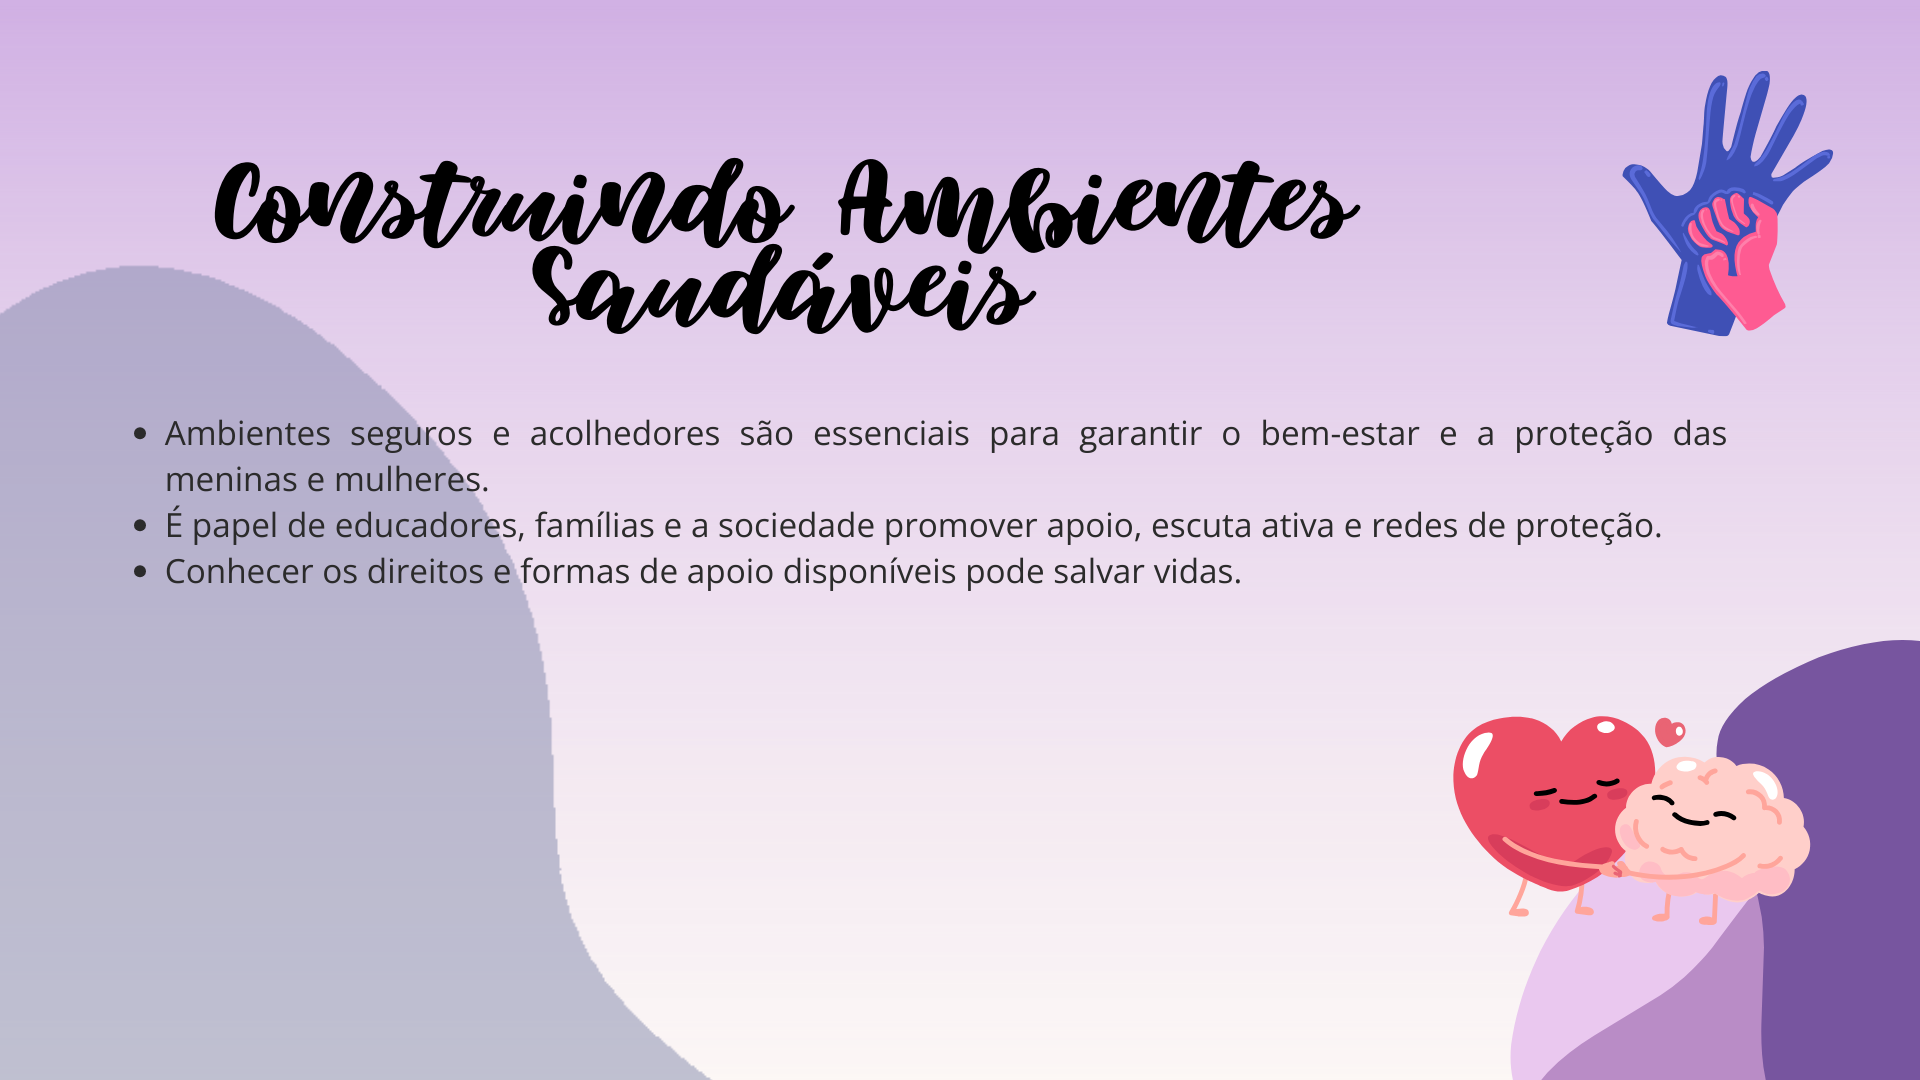 Construindo Ambientes
Saudáveis
• Ambientes seguros e acolhedores são essenciais para garantir o bem-estar e a proteção das
meninas e mulheres.
• É papel de educadores, famílias e a sociedade promover apoio, escuta ativa e redes de proteção.
• Conhecer os direitos e formas de apoio disponíveis pode salvar vidas.